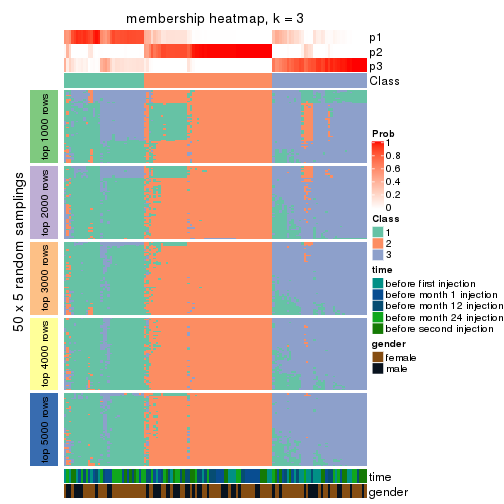 membership heatmap, k = 3
p1
p2
p3
Class
50 x 5 random samplings
top 1000 rows
top 2000 rows
top 3000 rows
top 4000 rows
top 5000 rows
Prob
1
0.8
0.6
0.4
0.2
0
Class
1
2
3
time
before first injection
before month 1 injection
before month 12 injection
before month 24 injection
before second injection
gender
female
male
time
gender